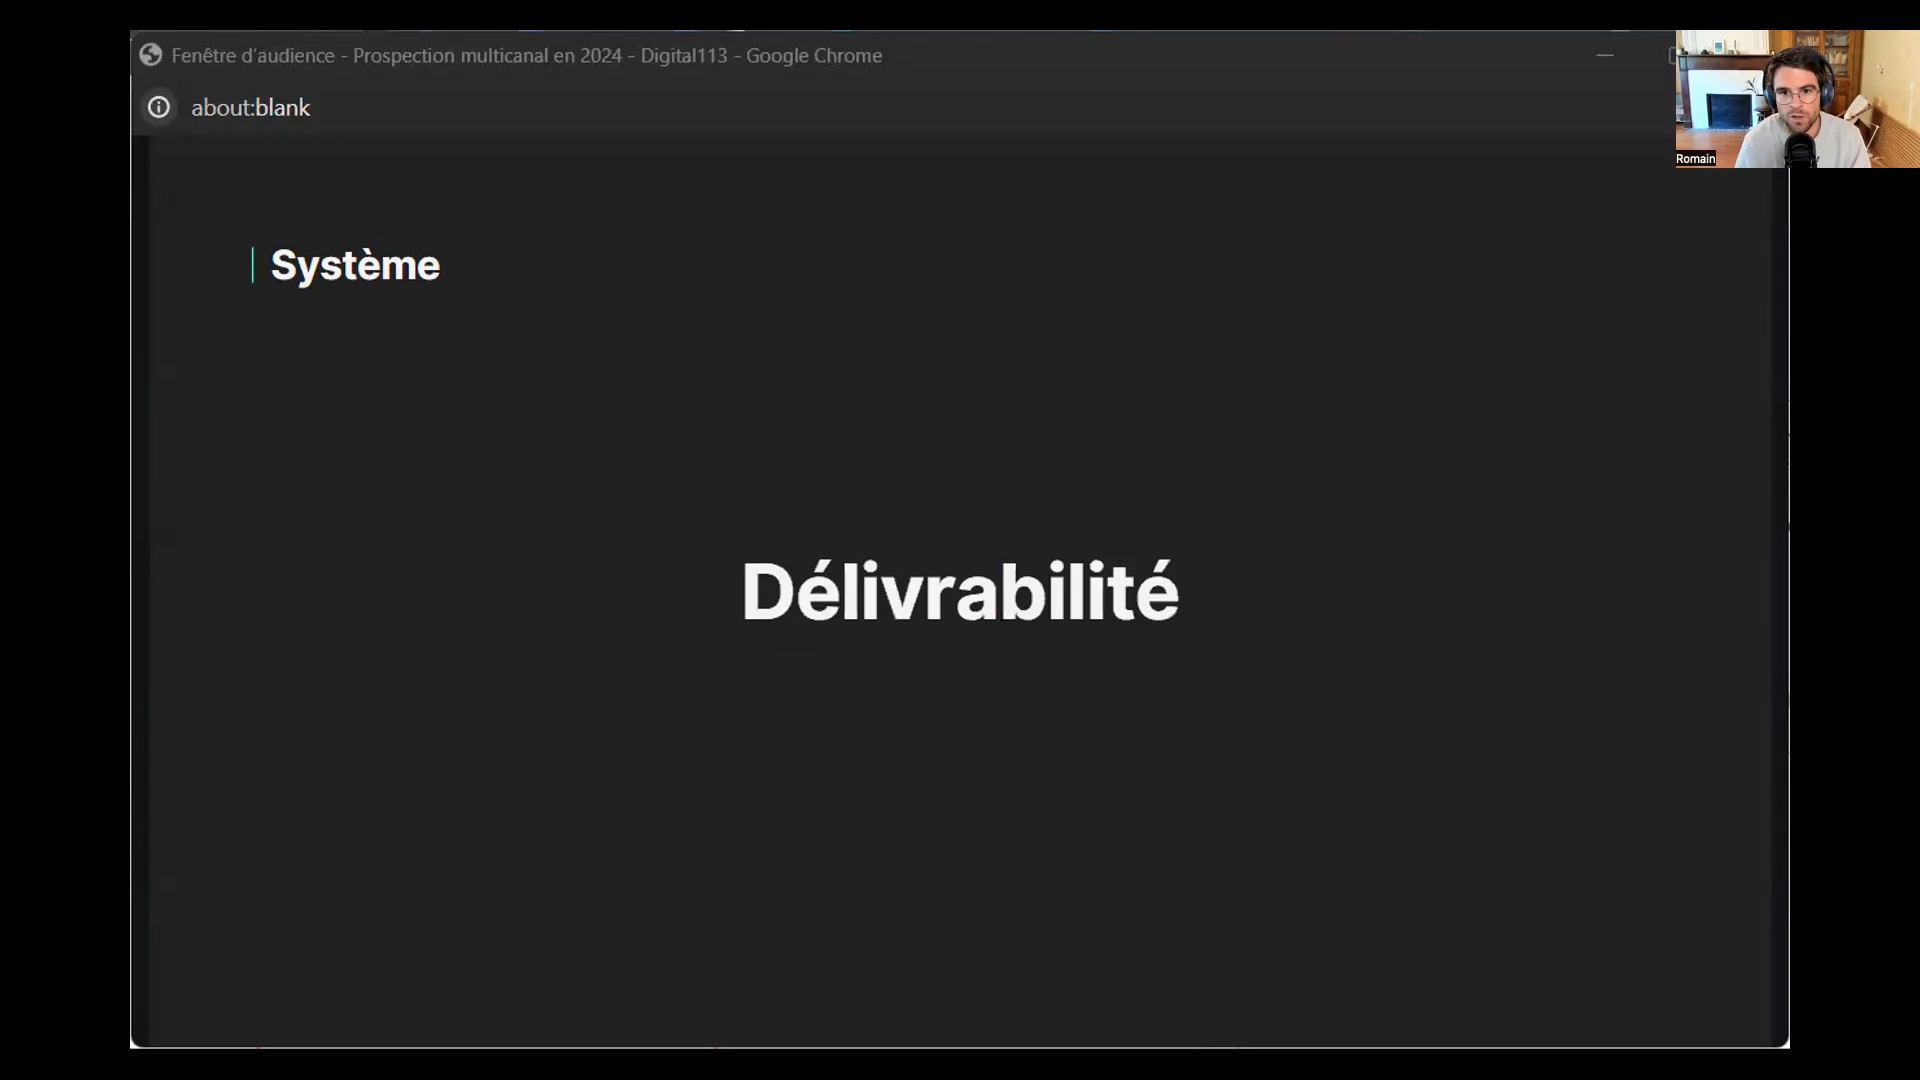 Fenêtre d’audience - Prospection multicanal en 2024 - Digital113 - Google Chrome
about:blank
Romain
Système
Délivrabilité